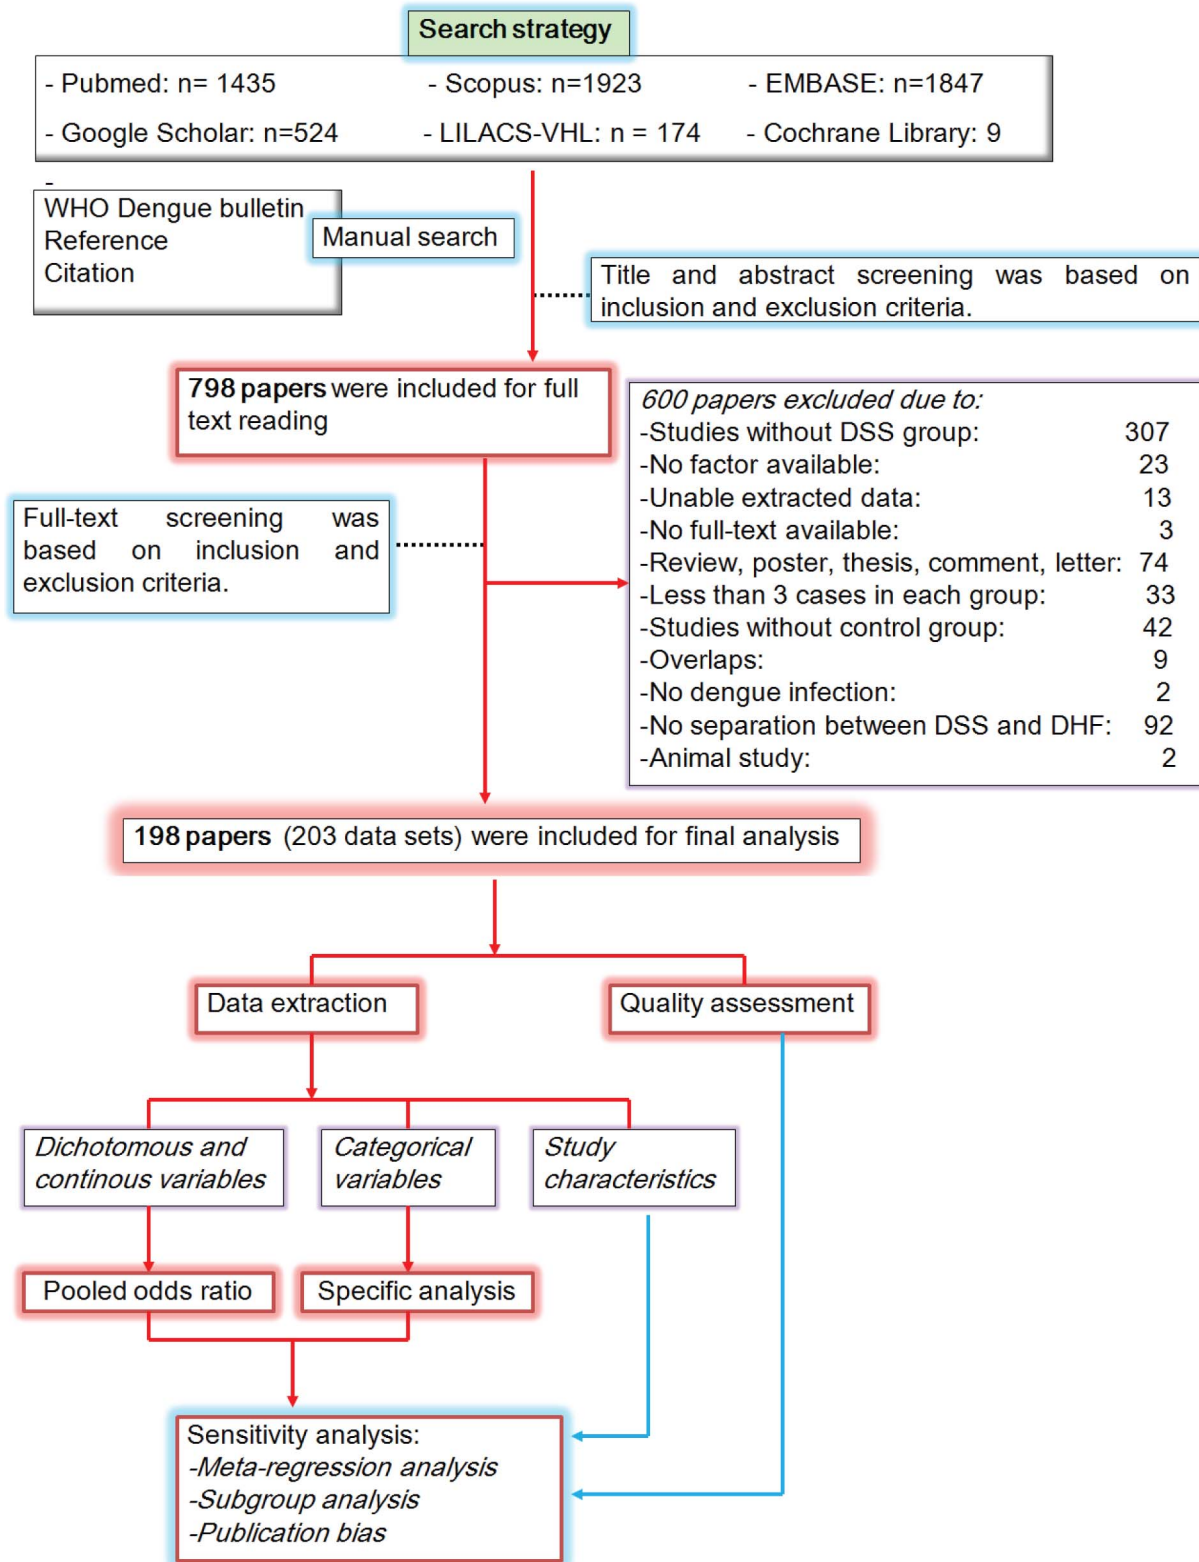 Search strategy
- Pubmed: n= 1435 - Scopus: n=1923 - EMBASE: n=1847
- Google Scholar: n=524 - LILACS-VHL: n = 174 - Cochrane Library: 9
-
WHO Dengue bulletin
Reference
Citation
Manual search
Title and abstract screening was based on
inclusion and exclusion criteria.
798 papers were included for full
text reading
600 papers excluded due to:
-Studies without DSS group: 307
-No factor available: 23
-Unable extracted data: 13
-No full-text available: 3
-Review, poster, thesis, comment, letter: 74
-Less than 3 cases in each group: 33
-Studies without control group: 42
-Overlaps: 9
-No dengue infection: 2
-No separation between DSS and DHF: 92
-Animal study: 2
Full-text screening was
based on inclusion and
exclusion criteria.
198 papers (203 data sets) were included for final analysis
Data extraction
Quality assessment
Dichotomous and
continous variables
Categorical
variables
Study
characteristics
Pooled odds ratio
Specific analysis
Sensitivity analysis:
-Meta-regression analysis
-Subgroup analysis
-Publication bias